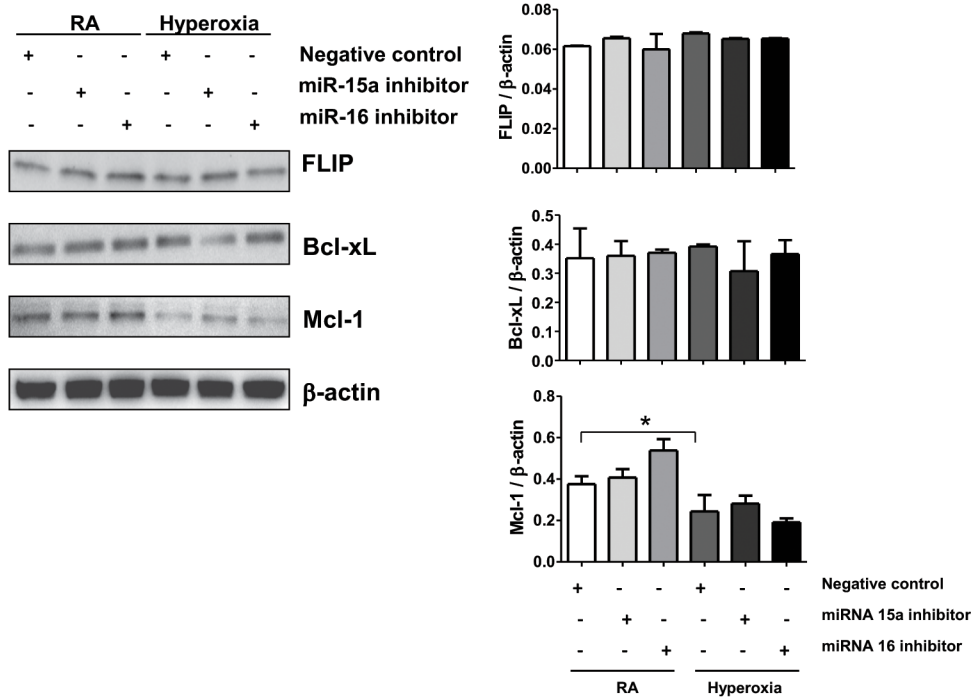 RA Hyperoxia
+ - - + - - Negative control
- + - - + - miR-15a inhibitor
- - + - - + miR-16 inhibitor
FLIP
Bcl-xL
Mcl-1
β-actin
FLIP / β-actin
0.08
0.06
0.04
0.02
0.00
Bcl-xL / β-actin
0.5
0.4
0.3
0.2
0.1
0.0
Mcl-1 / β-actin
0.8
0.6
0.4
0.2
0.0
*
+ - - + - - Negative control
- + - - + - miRNA 15a inhibitor
- - + - - + miRNA 16 inhibitor
RA Hyperoxia